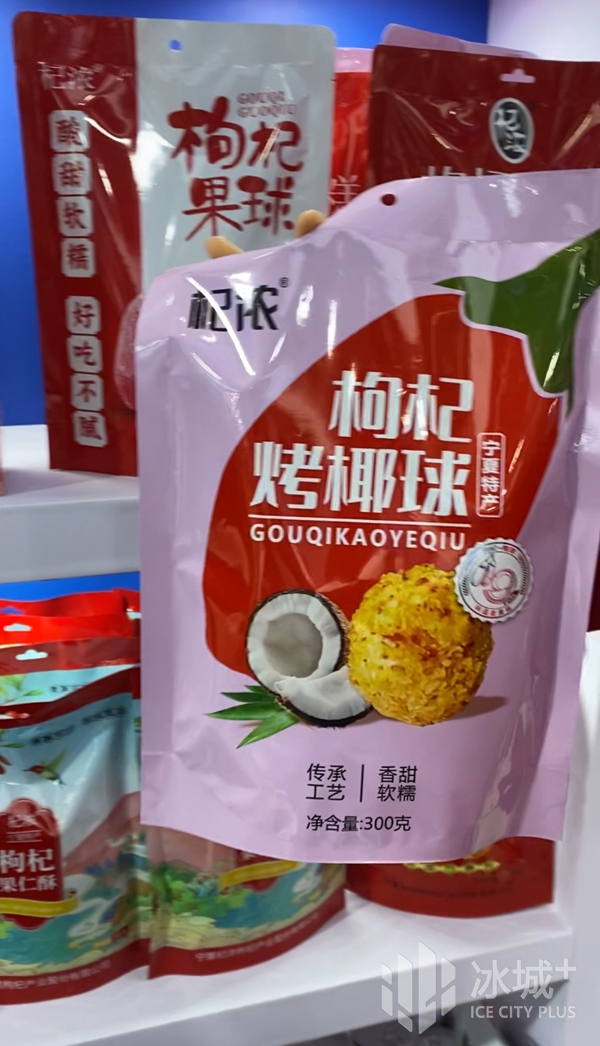 杞浓
酸甜软糯 好吃不腻
GOUQI
GUOQIU
枸杞
果球
杞浓®
枸杞
烤椰球
宁夏特产
GOUQIKAOYEQIU
传承 香甜
工艺 软糯
净含量:300克
枸杞
果仁酥
冰城+
ICE CITY PLUS